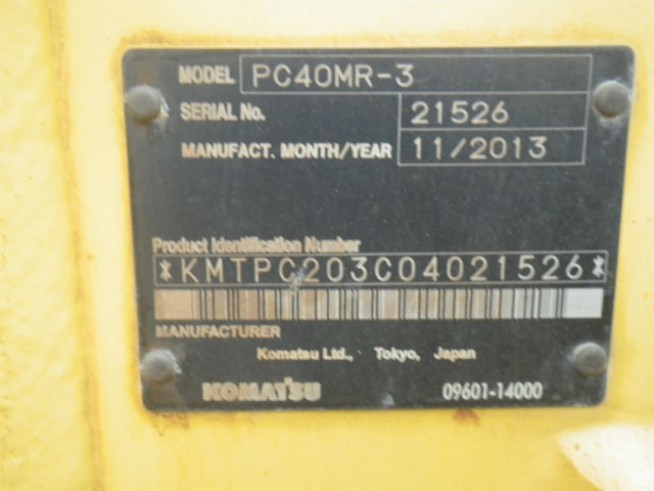 MODEL PC40MR-3
SERIAL No. 21526
MANUFACT. MONTH/YEAR 11/2013
Product Identification Number
*KMTPC203C04021526*
MANUFACTURER
Komatsu Ltd., Tokyo, Japan
KOMATSU 09601-14000